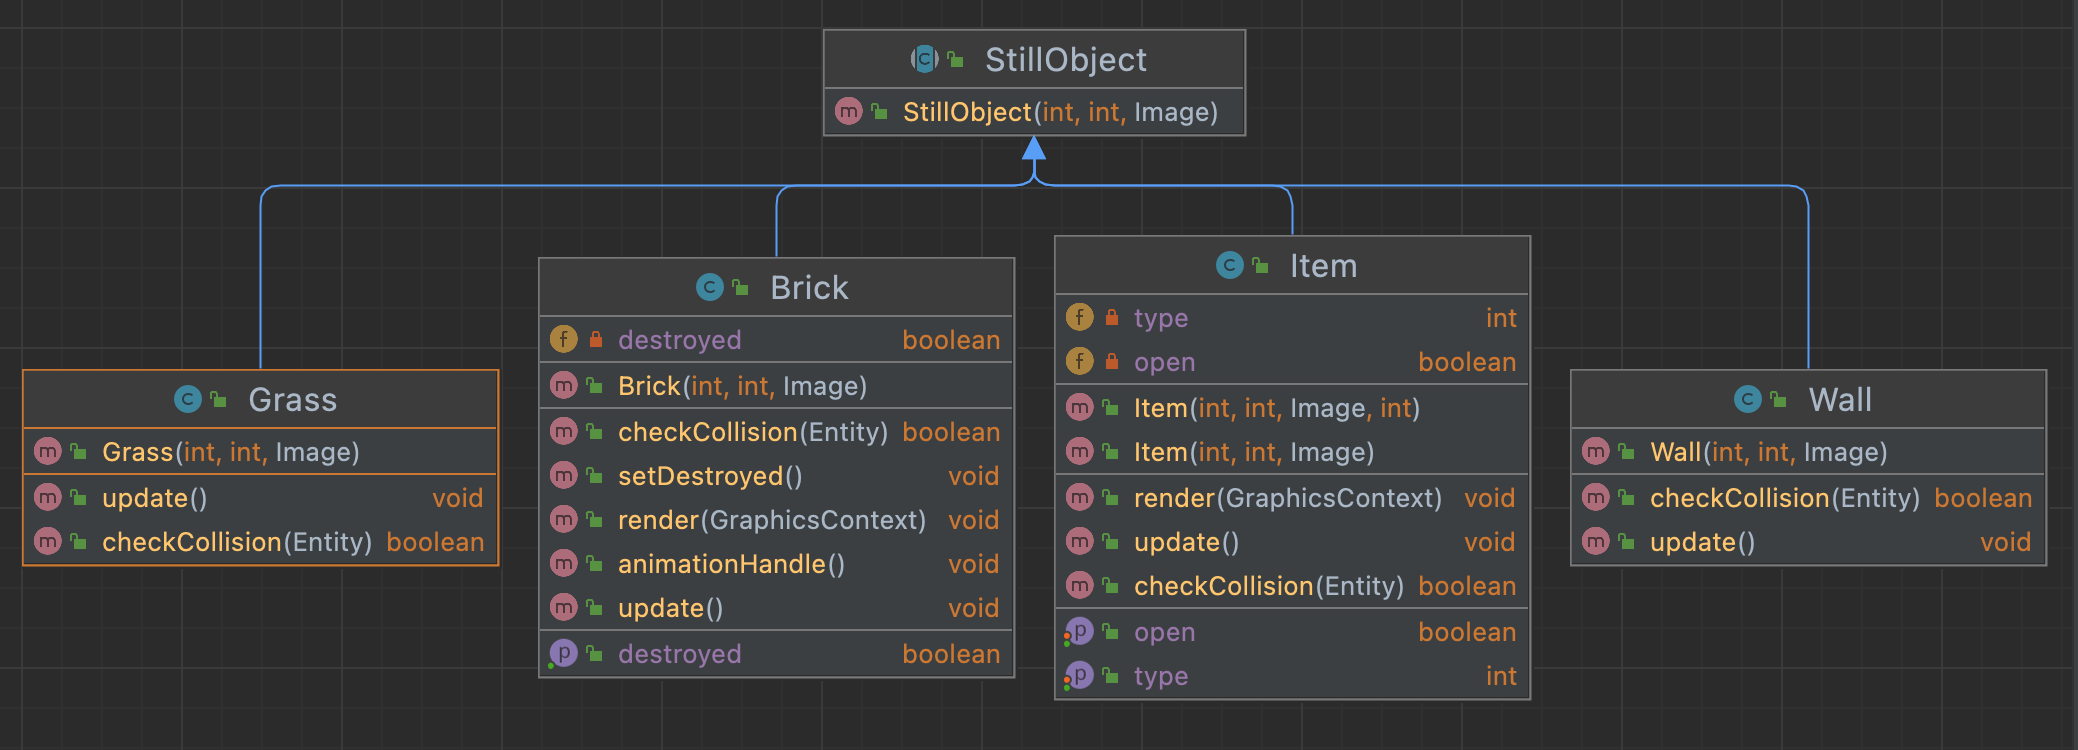 StillObject
StillObject(int, int, Image)
Grass
Grass(int, int, Image)
update() void
checkCollision(Entity) boolean
Brick
destroyed boolean
Brick(int, int, Image)
checkCollision(Entity) boolean
setDestroyed() void
render(GraphicsContext) void
animationHandle() void
update() void
destroyed boolean
Item
type int
open boolean
Item(int, int, Image, int)
Item(int, int, Image)
render(GraphicsContext) void
update() void
checkCollision(Entity) boolean
open boolean
type int
Wall
Wall(int, int, Image)
checkCollision(Entity) boolean
update() void